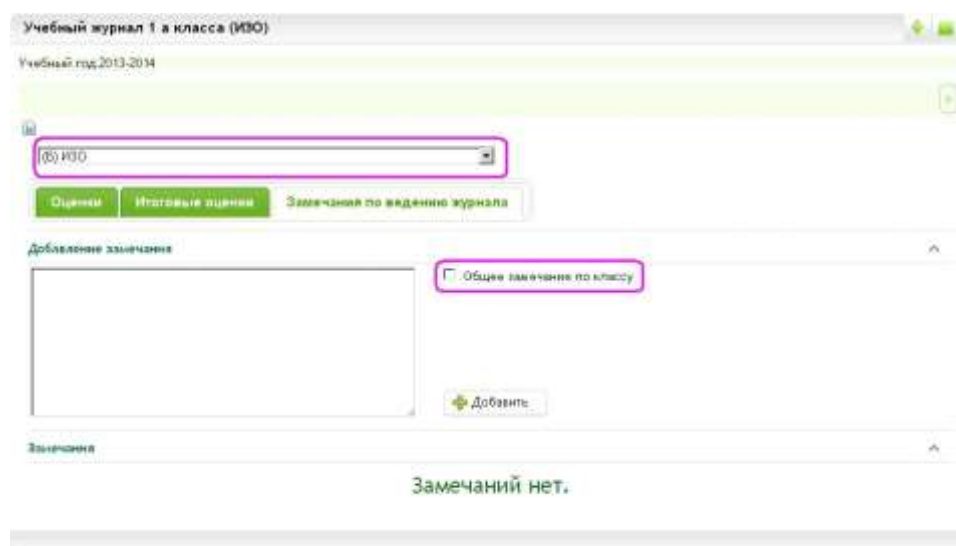 Учебный журнал 1 а класса (ИЗО)
Учебный год 2013-2014
(Б) ИЗО
Оценки Итоговые оценки Замечания по ведению журнала
Добавление замечания
Общее замечание по классу
Добавить
Замечания
Замечаний нет.